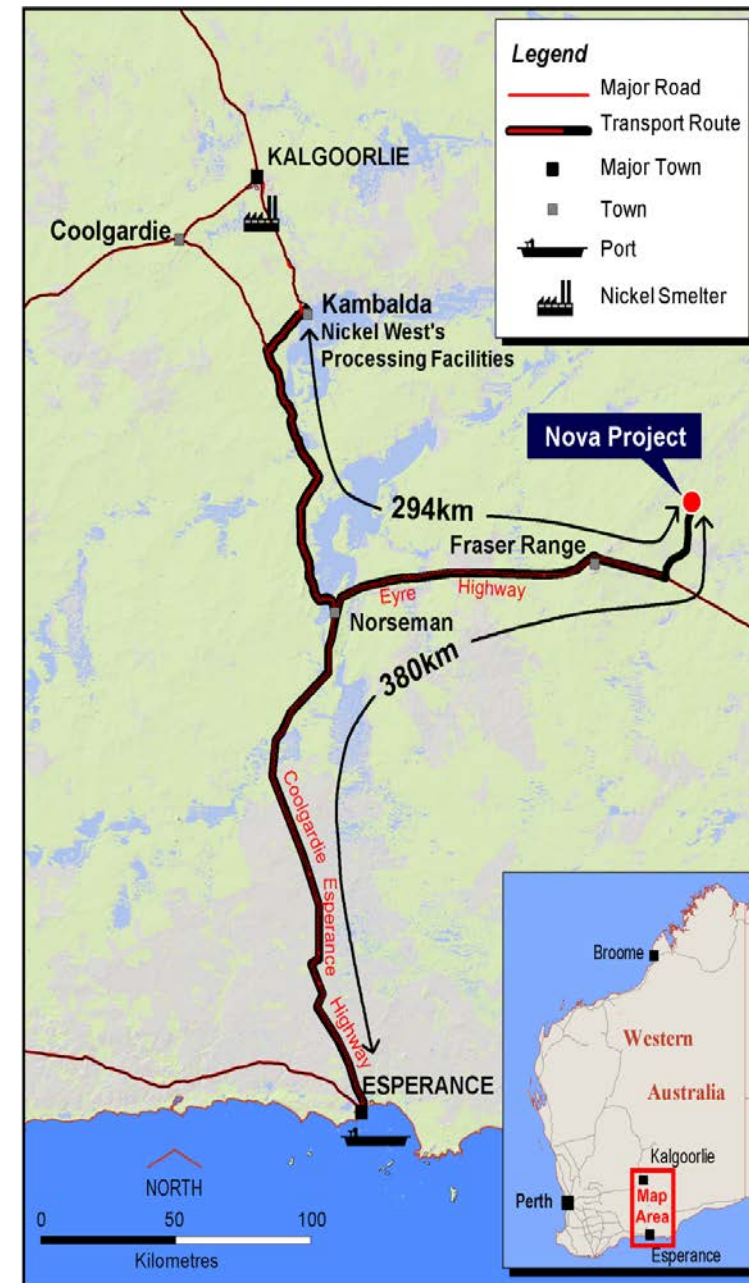 Legend
Major Road
Transport Route
Major Town
Town
Port
Nickel Smelter
KALGOORLIE
Coolgardie
Kambalda
Nickel West's
Processing Facilities
Nova Project
294km
Fraser Range
Eyre Highway
Norseman
380km
Coolgardie Esperance Highway
ESPERANCE
NORTH
0 50 100
Kilometres
Broome
Western
Australia
Kalgoorlie
Map
Area
Perth
Esperance